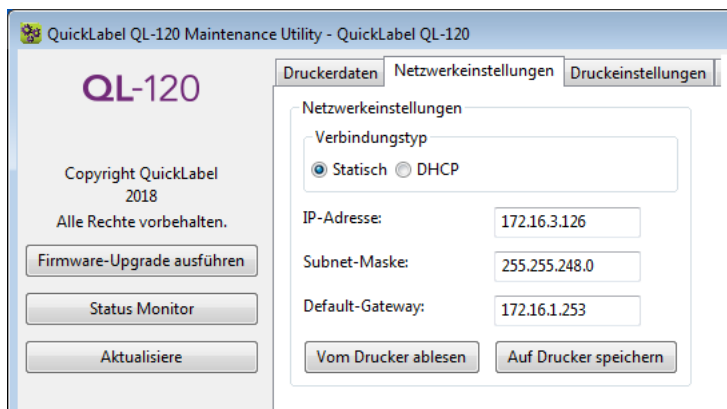 QuickLabel QL-120 Maintenance Utility - QuickLabel QL-120
QL-120
Copyright QuickLabel
2018
Alle Rechte vorbehalten.
Firmware-Upgrade ausführen
Status Monitor
Aktualisiere
Druckerdaten Netzwerkeinstellungen Druckeinstellungen
Netzwerkeinstellungen
Verbindungstyp
Statisch DHCP
IP-Adresse: 172.16.3.126
Subnet-Maske: 255.255.248.0
Default-Gateway: 172.16.1.253
Vom Drucker ablesen Auf Drucker speichern